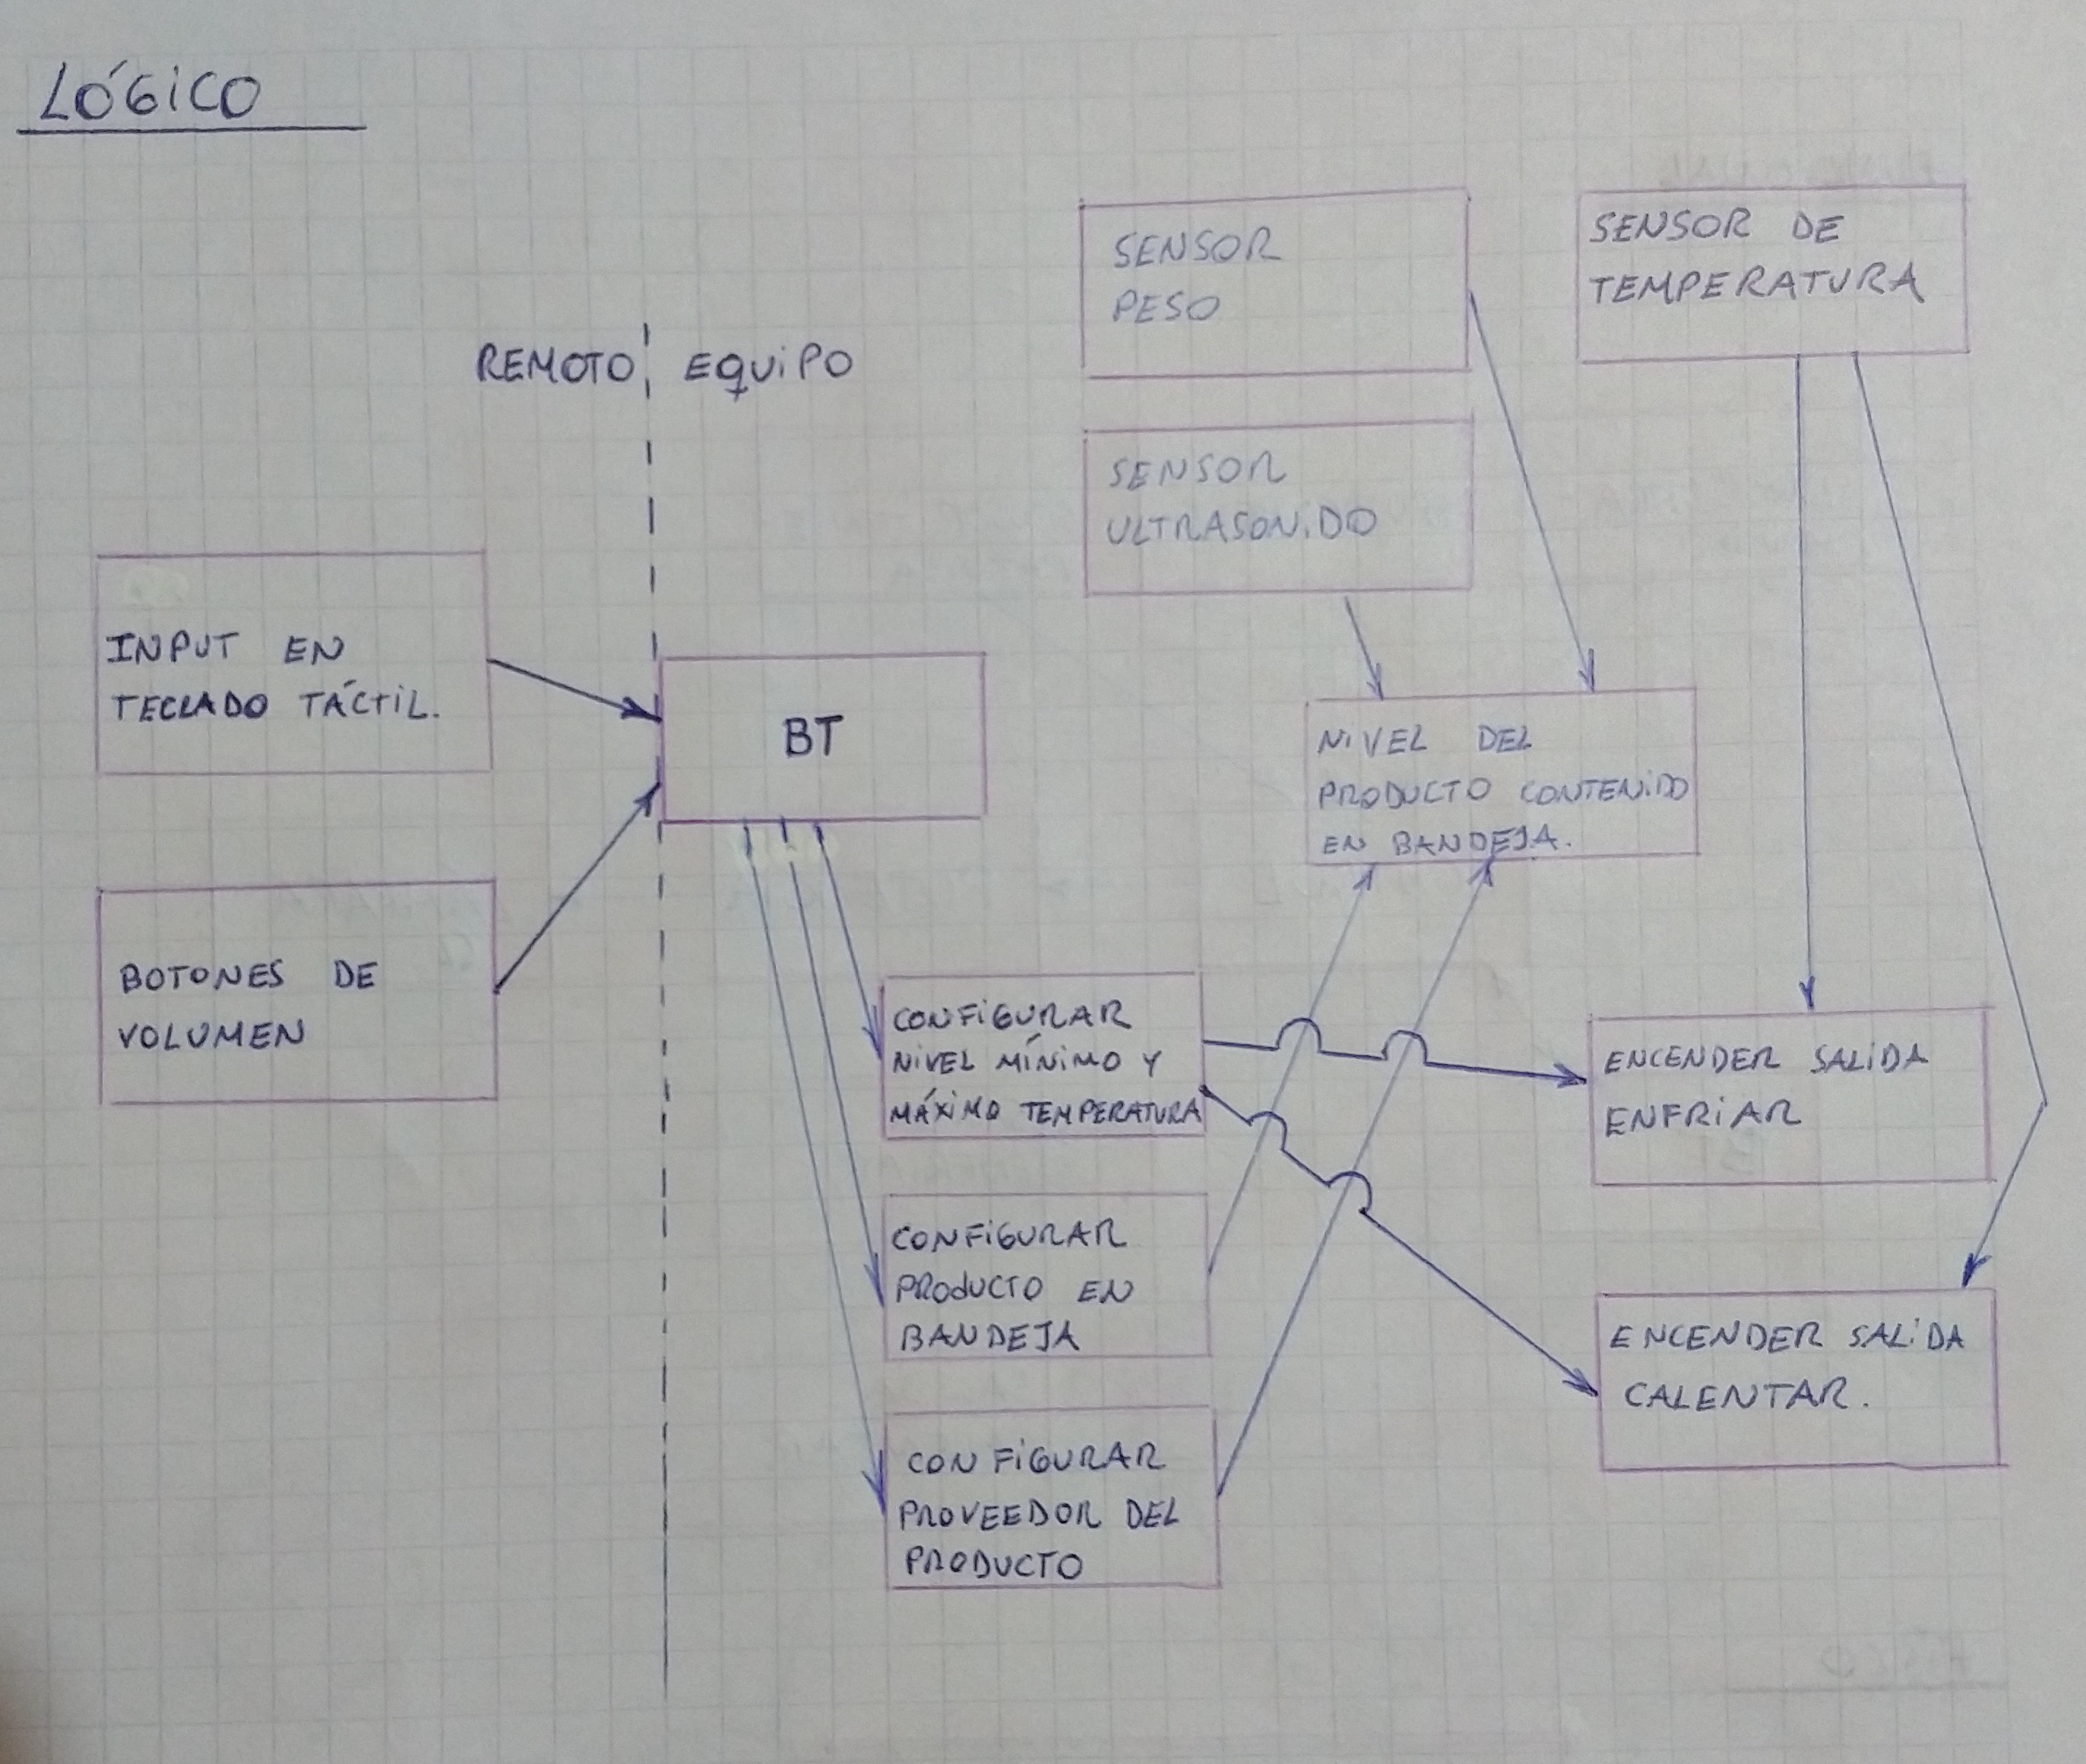 LÓGICO
REMOTO EQUIPO
SENSOR
PESO
SENSOR DE
TEMPERATURA
SENSOR
ULTRASONIDO
INPUT EN
TECLADO TÁCTIL.
BT
NIVEL DEL
PRODUCTO CONTENIDO
EN BANDEJA.
BOTONES DE
VOLUMEN
CONFIGURAR
NIVEL MÍNIMO Y
MÁXIMO TEMPERATURA
ENCENDER SALIDA
ENFRIAR
CONFIGURAR
PRODUCTO EN
BANDEJA
ENCENDER SALIDA
CALENTAR.
CONFIGURAR
PROVEEDOR DEL
PRODUCTO